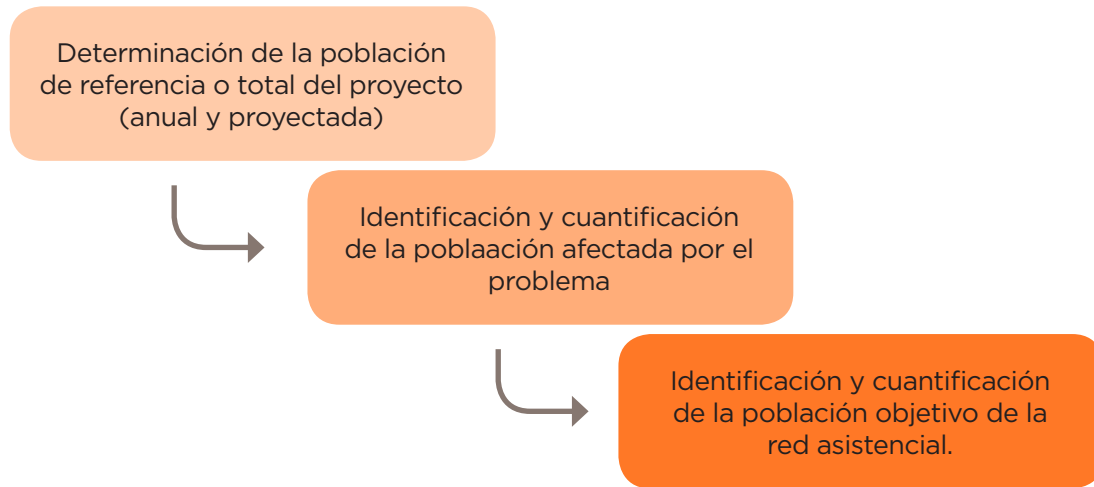 Determinación de la población
de referencia o total del proyecto
(anual y proyectada)
Identificación y cuantificación
de la poblaación afectada por el
problema
Identificación y cuantificación
de la población objetivo de la
red asistencial.